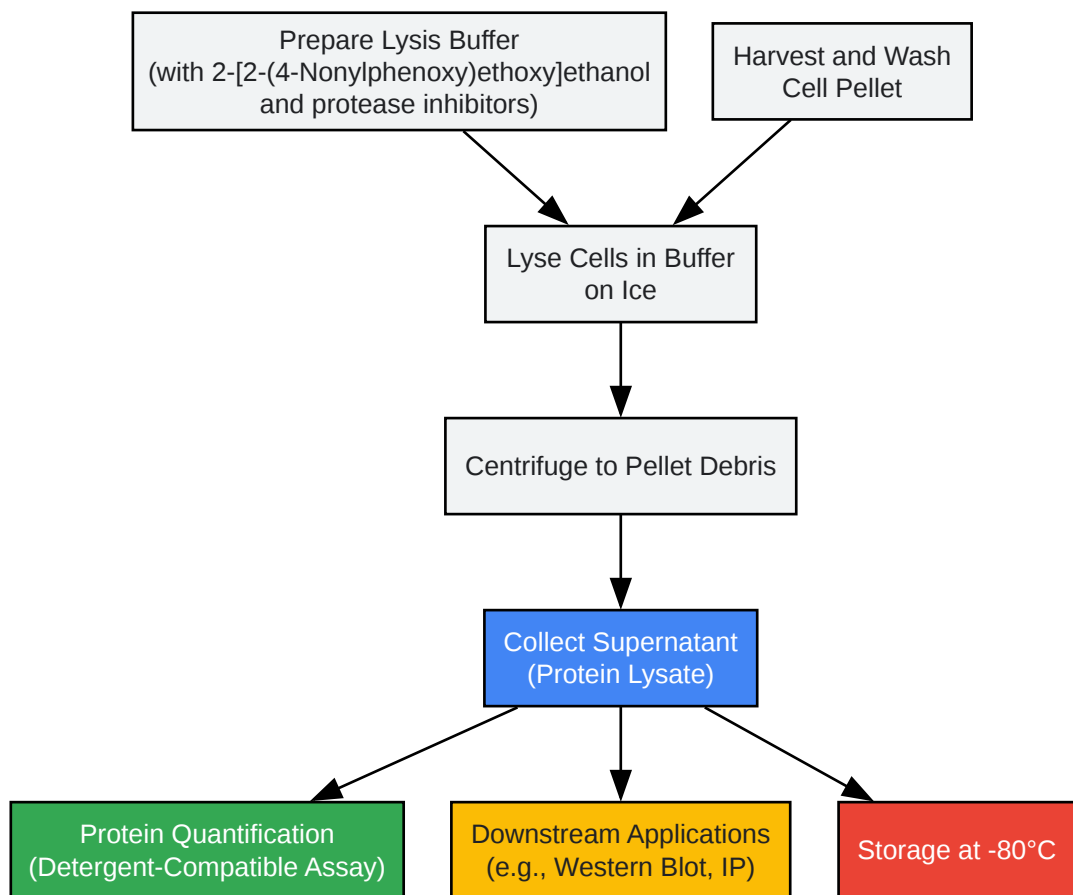 Prepare Lysis Buffer
(with 2-[2-(4-Nonylphenoxy)ethoxy]ethanol
and protease inhibitors)
Harvest and Wash
Cell Pellet
Lyse Cells in Buffer
on Ice
Centrifuge to Pellet Debris
Collect Supernatant
(Protein Lysate)
Protein Quantification
(Detergent-Compatible Assay)
Downstream Applications
(e.g., Western Blot, IP)
Storage at -80°C